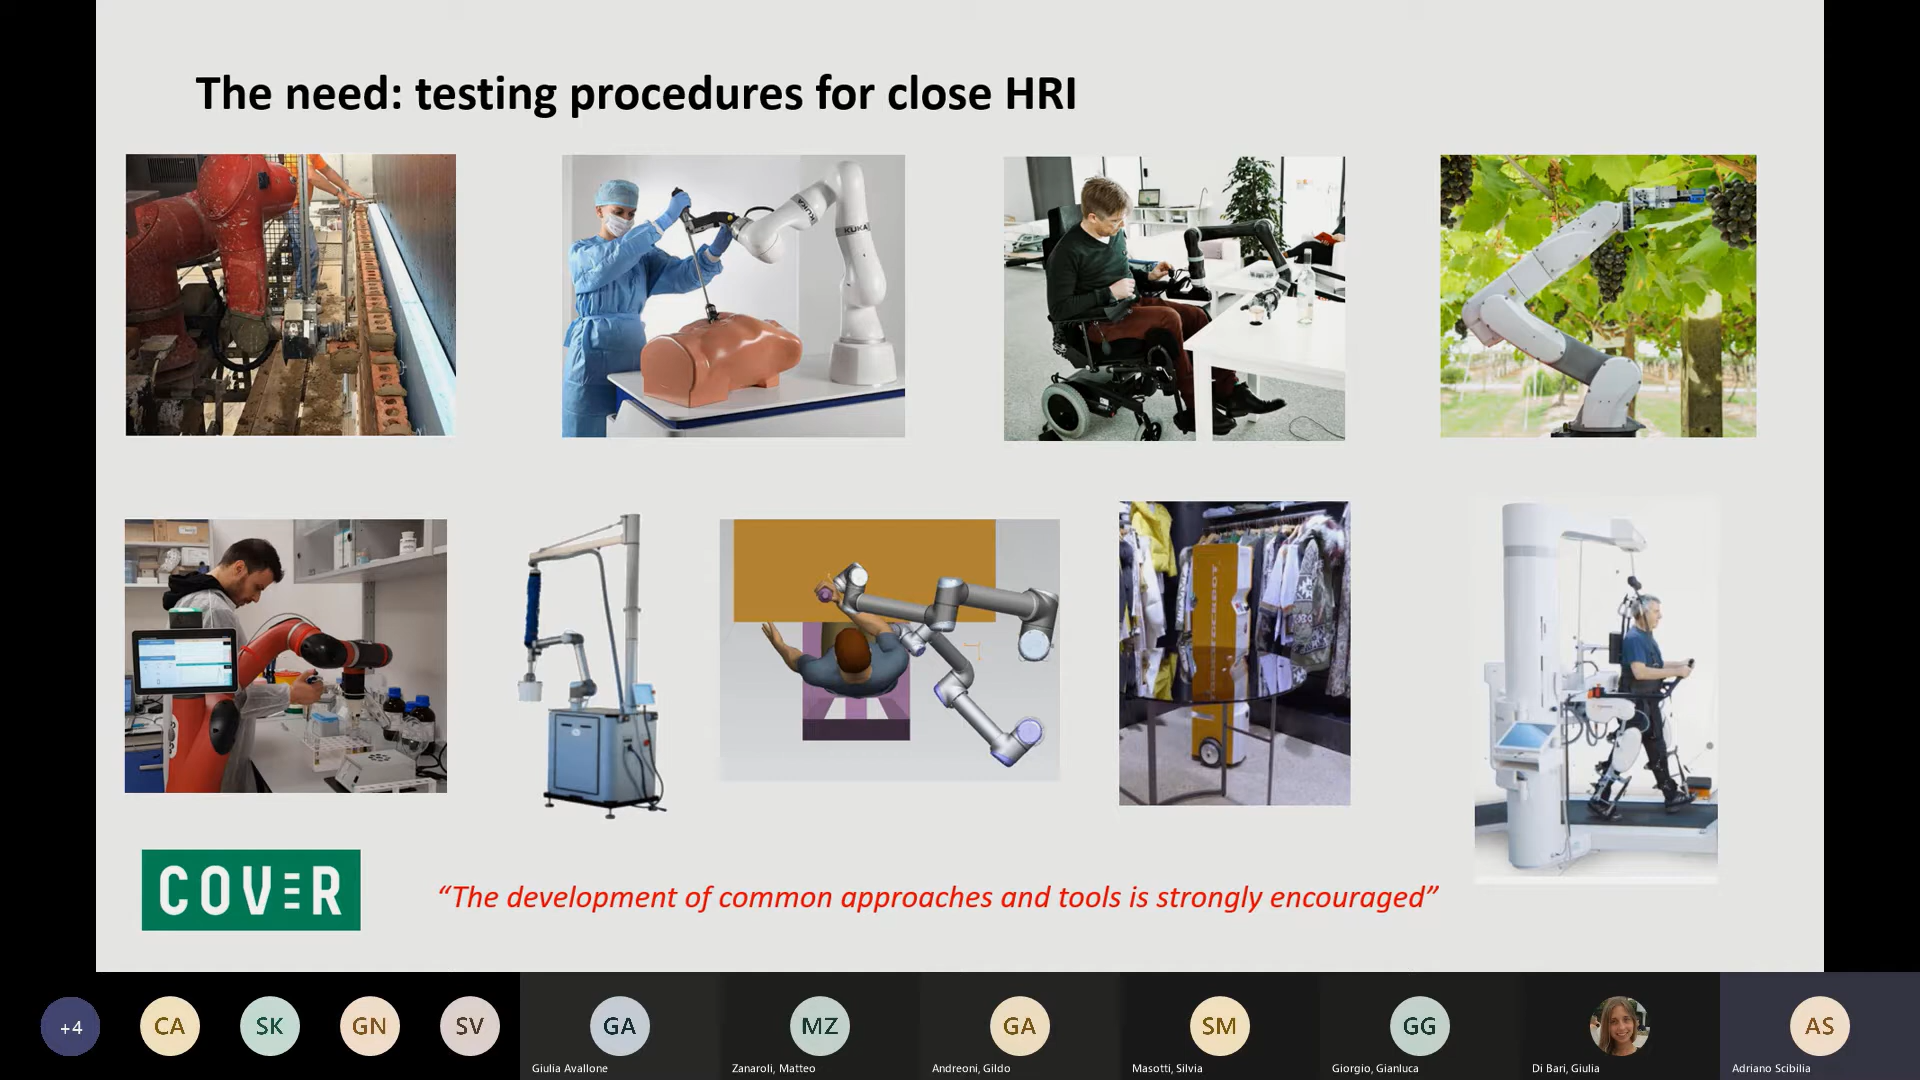 The need: testing procedures for close HRI
KUKA
KUKA
COVER
“The development of common approaches and tools is strongly encouraged”
+4
CA
SK
GN
SV
GA
MZ
GA
SM
GG
AS
Giulia Avallone
Zanaroli, Matteo
Andreoni, Gildo
Masotti, Silvia
Giorgio, Gianluca
Di Bari, Giulia
Adriano Scibilia